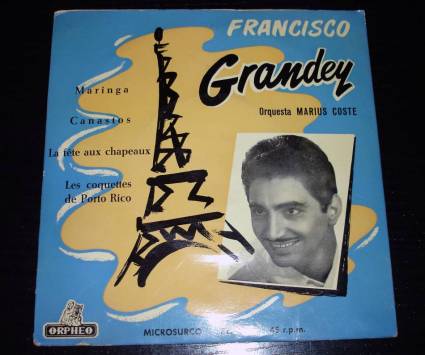 FRANCISCO
Grandey
Orquesta MARIUS COSTE
Maringa
Canastos
La fête aux chapeaux
Les coquettes
de Porto Rico
ORPHEO
MICROSURCO
45 r.p.m.